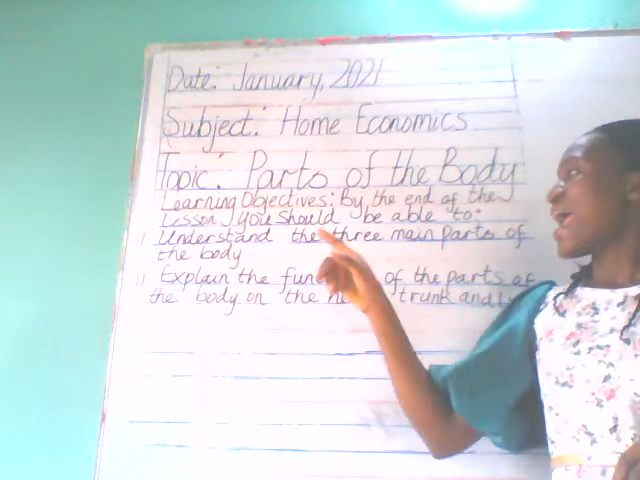 Date: January, 2021
Subject: Home Economics
Topic: Parts of the Body
Learning Objectives: By the end of the
Lesson you should be able to:
i Understand the three main parts of
the body
ii Explain the of the parts of
the body on the trunk and